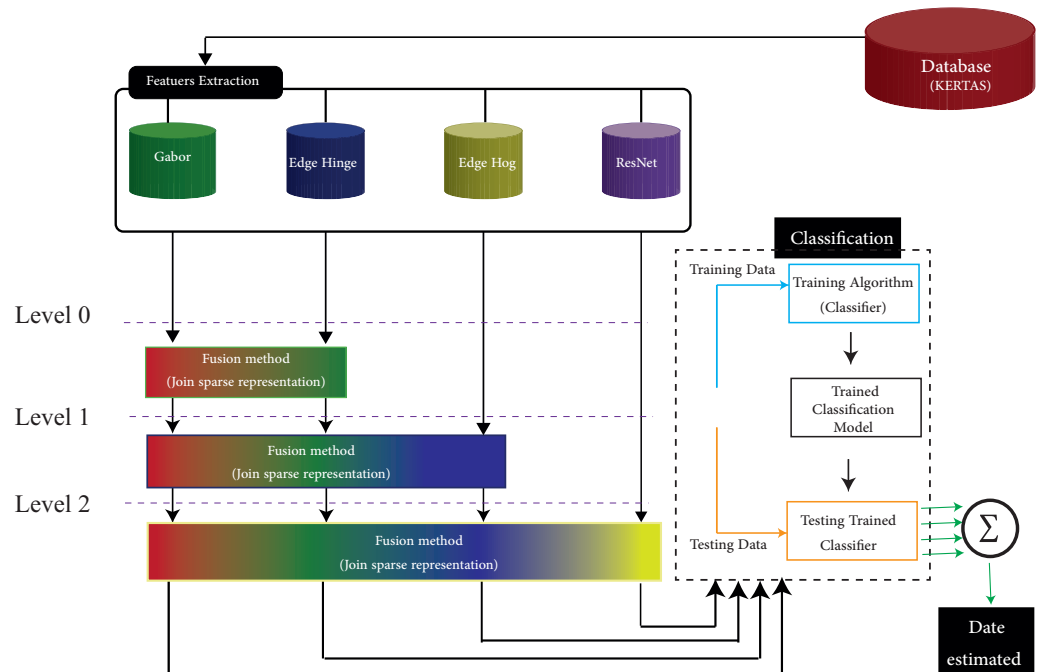 Database
(KERTAS)
Featuers Extraction
Gabor
Edge Hinge
Edge Hog
ResNet
Classification
Training Data
Training Algorithm
(Classifier)
Level 0
Fusion method
(Join sparse representation)
Trained
Classification
Model
Level 1
Fusion method
(Join sparse representation)
Level 2
Testing Data
Testing Trained
Classifier
Σ
Fusion method
(Join sparse representation)
Date
estimated